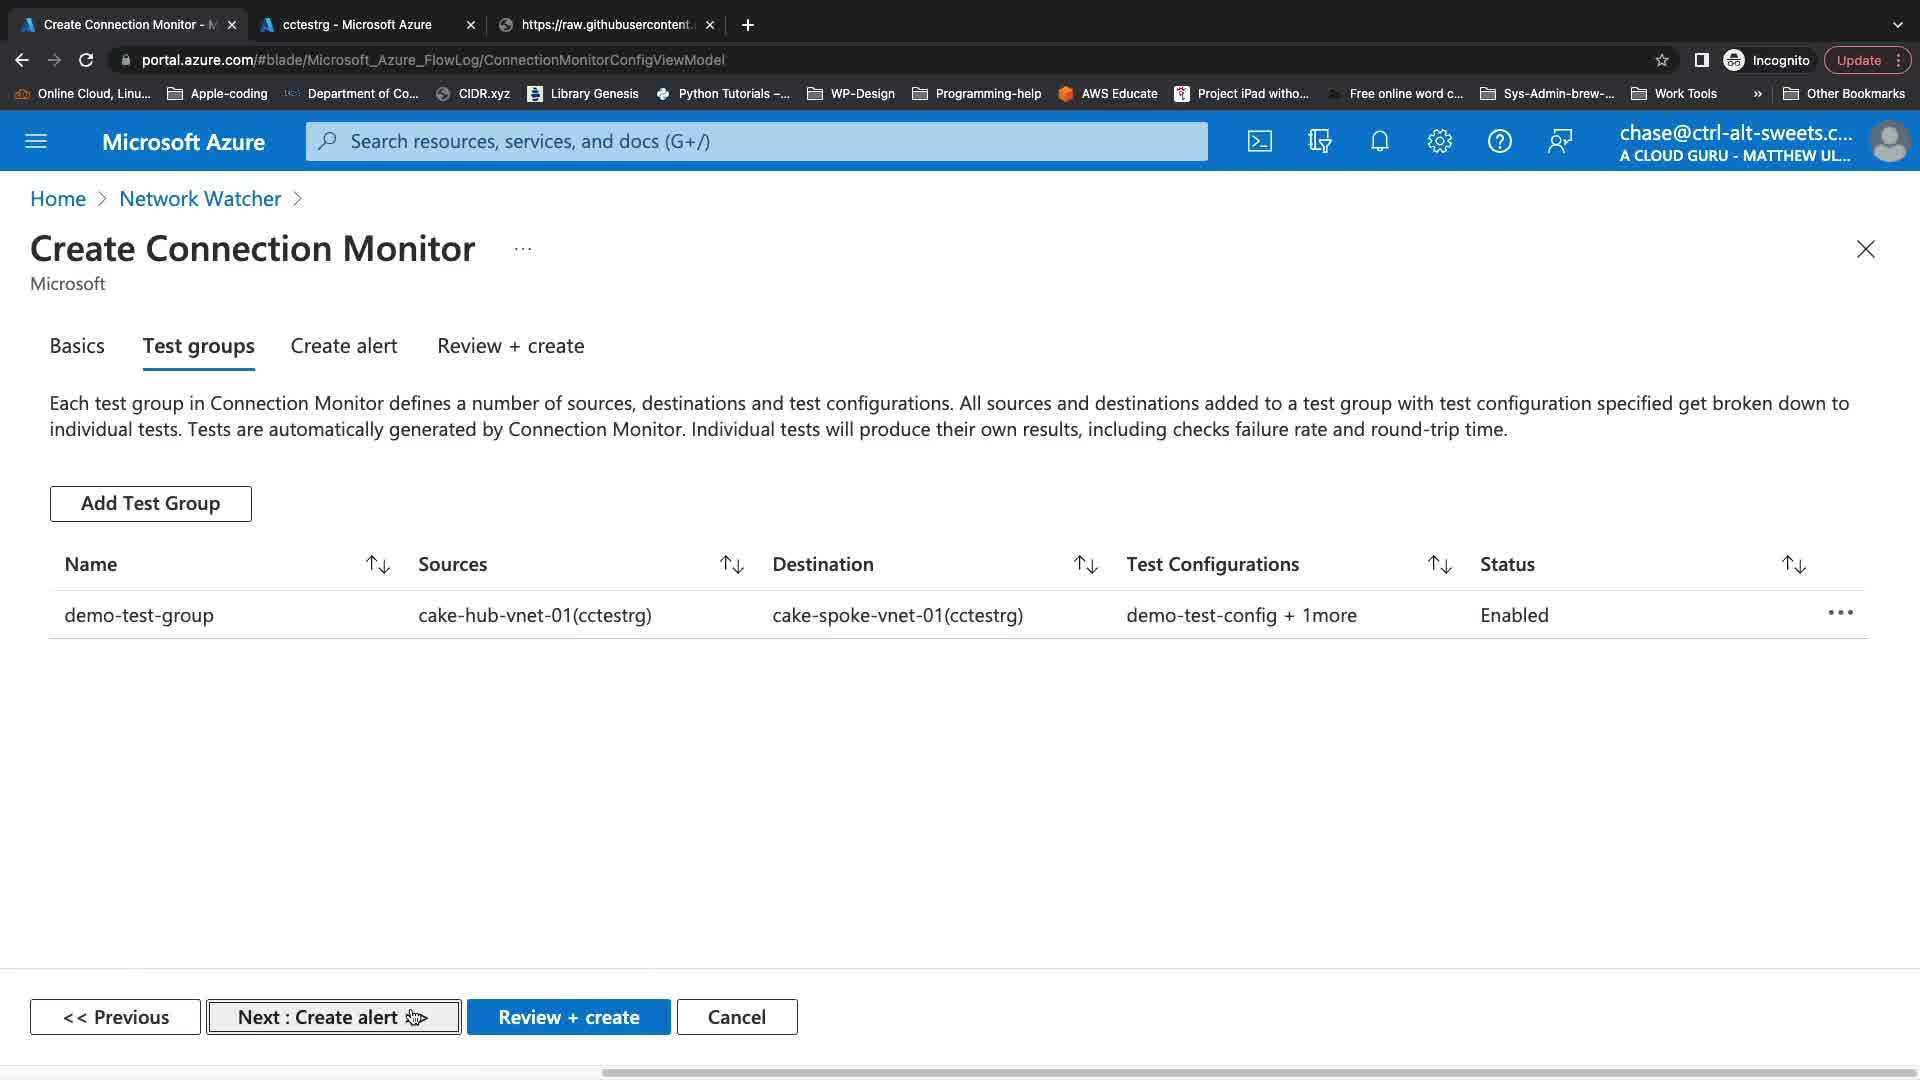 Create Connection Monitor - M
cctestrg - Microsoft Azure
https://raw.githubusercontent.
portal.azure.com/#blade/Microsoft_Azure_FlowLog/ConnectionMonitorConfigViewModel
Incognito
Update
Online Cloud, Linu...
Apple-coding
Department of Co...
CIDR.xyz
Library Genesis
Python Tutorials –...
WP-Design
Programming-help
AWS Educate
Project iPad witho...
Free online word c...
Sys-Admin-brew-...
Work Tools
»
Other Bookmarks
Microsoft Azure
Search resources, services, and docs (G+/)
chase@ctrl-alt-sweets.c...
A CLOUD GURU - MATTHEW UL...
Home > Network Watcher >
Create Connection Monitor ...
Microsoft
Basics
Test groups
Create alert
Review + create
Each test group in Connection Monitor defines a number of sources, destinations and test configurations. All sources and destinations added to a test group with test configuration specified get broken down to
individual tests. Tests are automatically generated by Connection Monitor. Individual tests will produce their own results, including checks failure rate and round-trip time.
Add Test Group
Name Sources Destination Test Configurations Status
demo-test-group cake-hub-vnet-01(cctestrg) cake-spoke-vnet-01(cctestrg) demo-test-config + 1more Enabled
<< Previous
Next : Create alert >>
Review + create
Cancel